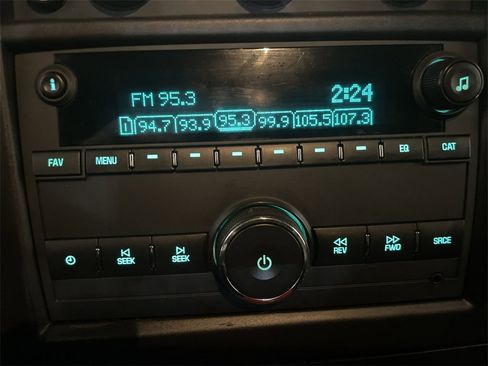 FM 95.3 2:24
1 94.7 93.9 95.3 99.9 105.5 107.3
FAV MENU EQ CAT
SEEK SEEK REV FWD SRCE